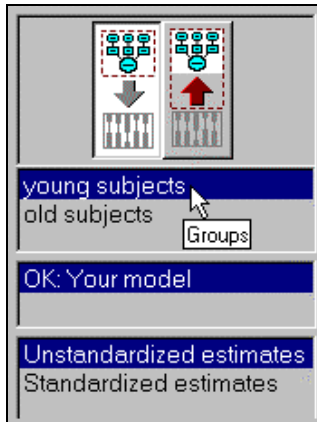 young subjects
old subjects
Groups
OK: Your model
Unstandardized estimates
Standardized estimates